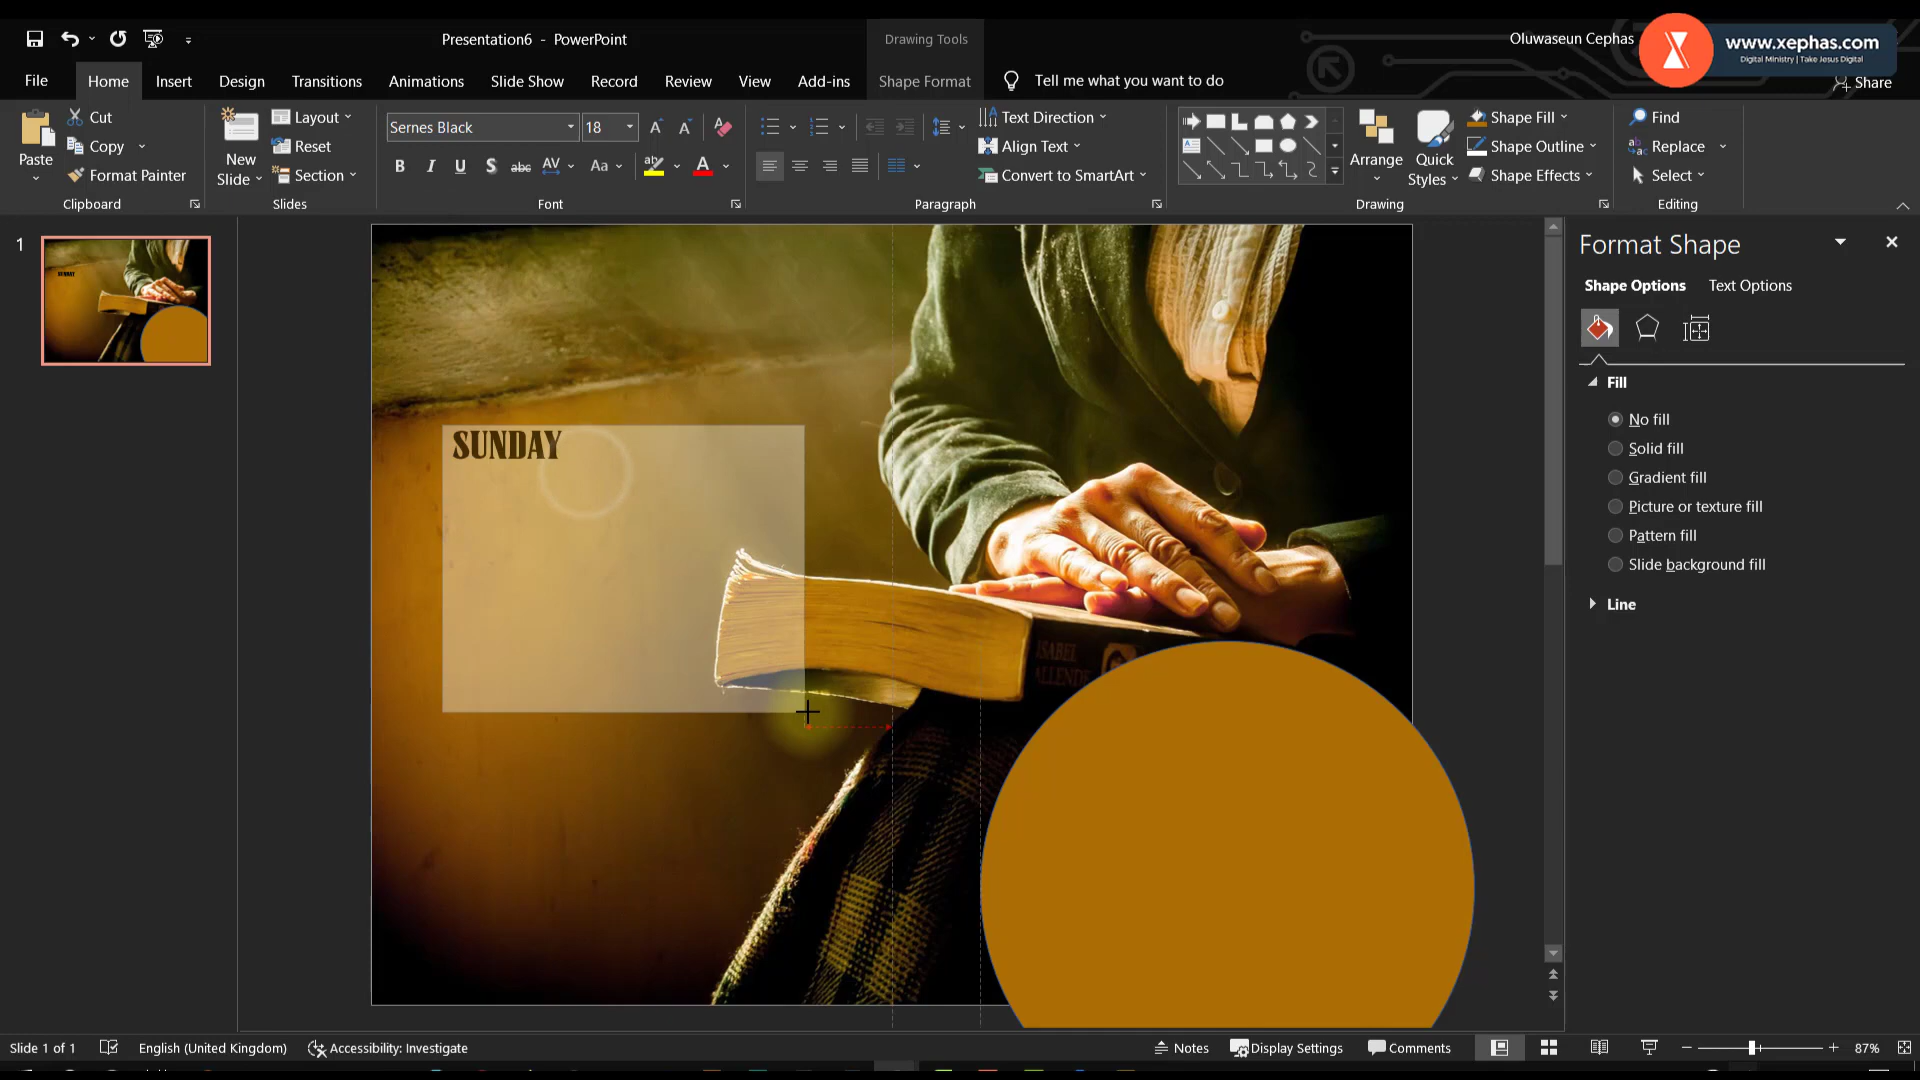 Presentation6 - PowerPoint
Drawing Tools
Oluwaseun Cephas
www.xephas.com
Digital Ministry | Take Jesus Digital
File
Home
Insert
Design
Transitions
Animations
Slide Show
Record
Review
View
Add-ins
Shape Format
Tell me what you want to do
Share
Paste
Cut
Copy
Format Painter
Clipboard
New
Slide
Layout
Reset
Section
Slides
Sernes Black
18
B I U S abc AV Aa A
Font
Text Direction
Align Text
Convert to SmartArt
Paragraph
Arrange
Quick
Styles
Shape Fill
Shape Outline
Shape Effects
Drawing
Find
Replace
Select
Editing
1
SUNDAY
SUNDAY
ISABEL
ALLENDE
Format Shape
Shape Options
Text Options
Fill
No fill
Solid fill
Gradient fill
Picture or texture fill
Pattern fill
Slide background fill
Line
Slide 1 of 1
English (United Kingdom)
Accessibility: Investigate
Notes
Display Settings
Comments
87%